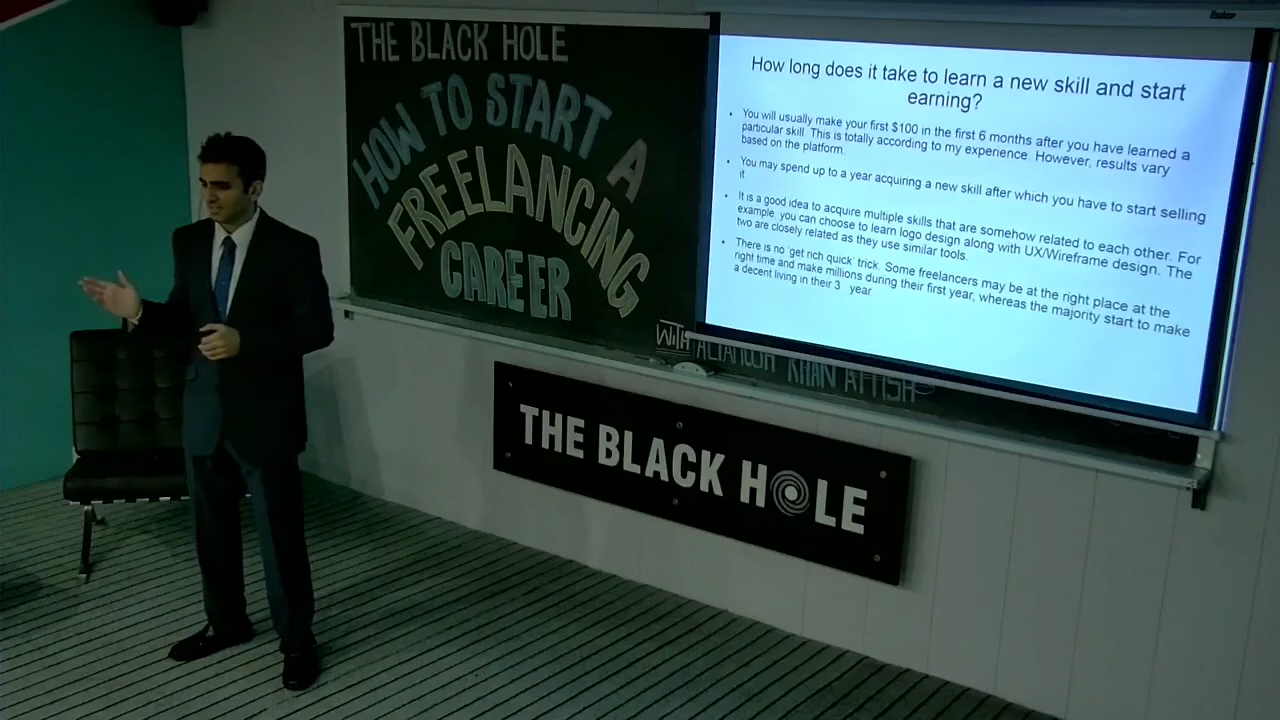 THE BLACK HOLE
HOW TO START A
FREELANCING
CAREER
How long does it take to learn a new skill and start
earning?
• You will usually make your first $100 in the first 6 months after you have learned a
particular skill. This is totally according to my experience. However, results vary
based on the platform.
• You may spend up to a year acquiring a new skill after which you have to start selling
it
• It is a good idea to acquire multiple skills that are somehow related to each other. For
example, you can choose to learn logo design along with UX/Wireframe design. The
two are closely related as they use similar tools.
• There is no 'get rich quick' trick. Some freelancers may be at the right place at the
right time and make millions during their first year, whereas the majority start to make
a decent living in their 3 year
WITH KHAN ATTISH
THE BLACK HOLE